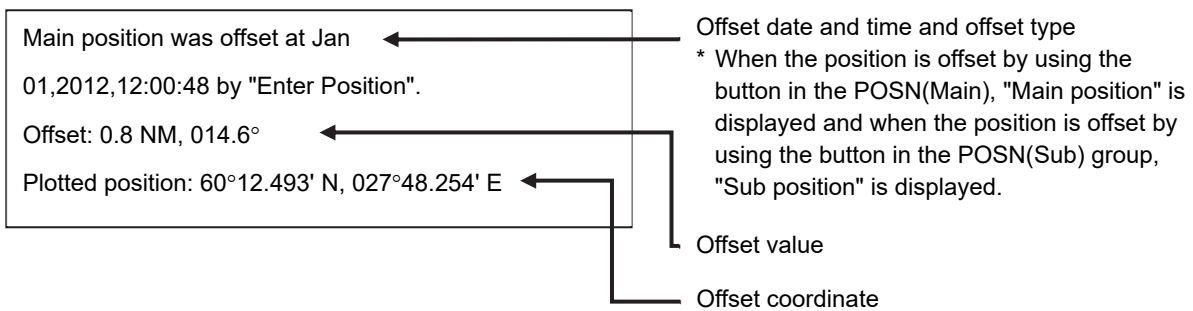 Main position was offset at Jan
01,2012,12:00:48 by "Enter Position".
Offset: 0.8 NM, 014.6°
Plotted position: 60°12.493' N, 027°48.254' E
Offset date and time and offset type
* When the position is offset by using the
button in the POSN(Main), "Main position" is
displayed and when the position is offset by
using the button in the POSN(Sub) group,
"Sub position" is displayed.
Offset value
Offset coordinate